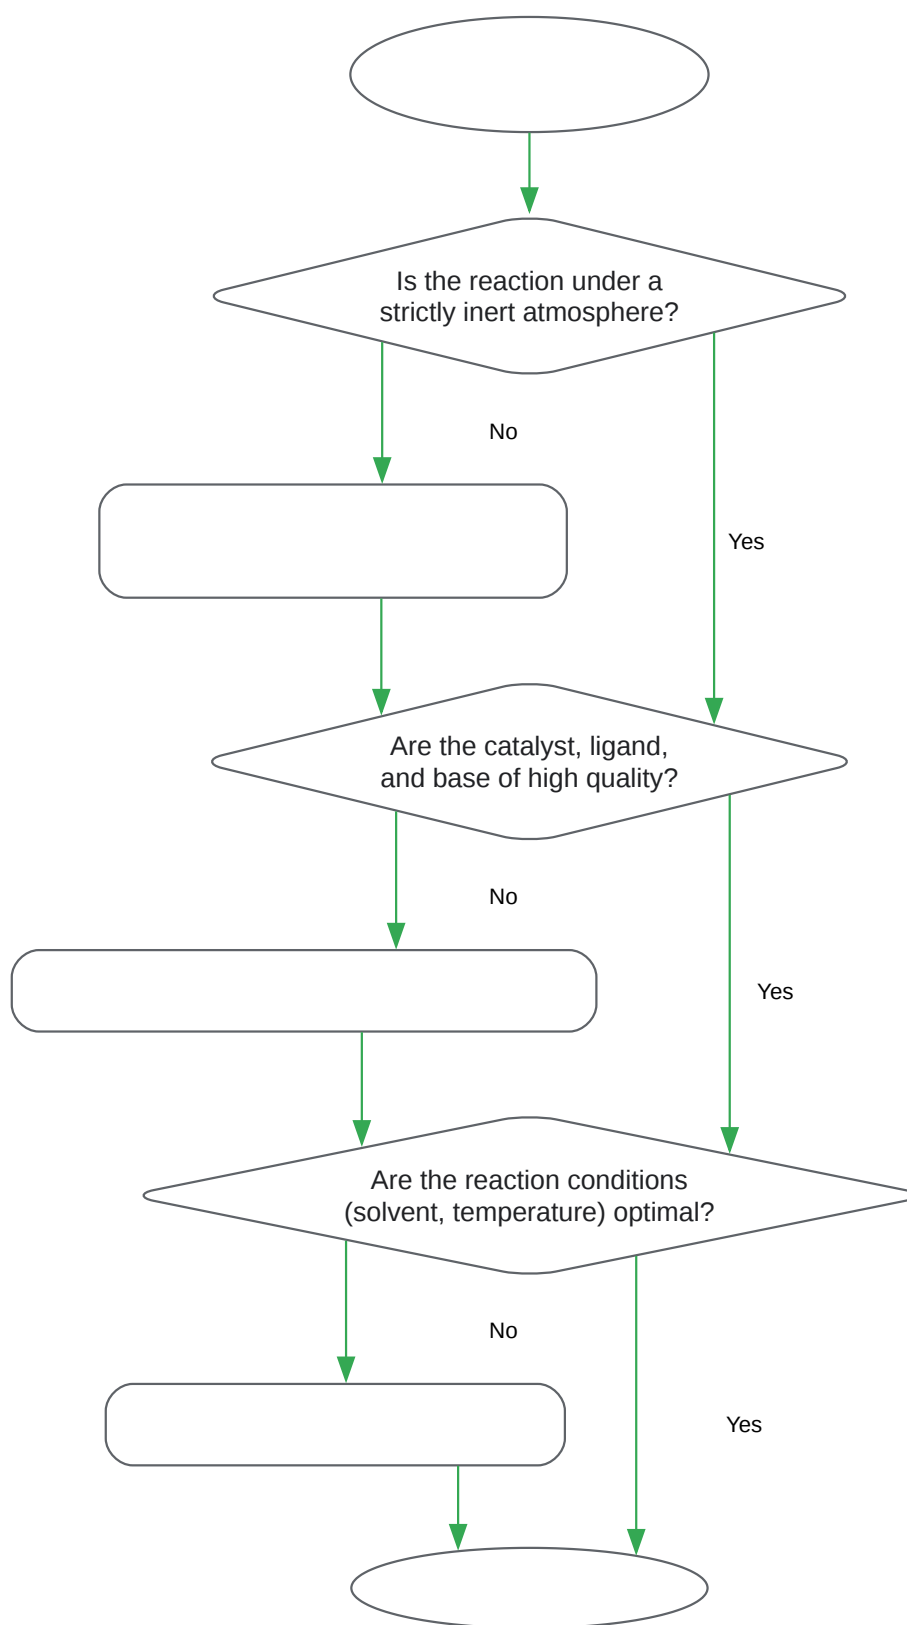 Is the reaction under a
strictly inert atmosphere?
No
Yes
Are the catalyst, ligand,
and base of high quality?
No
Yes
Are the reaction conditions
(solvent, temperature) optimal?
No
Yes